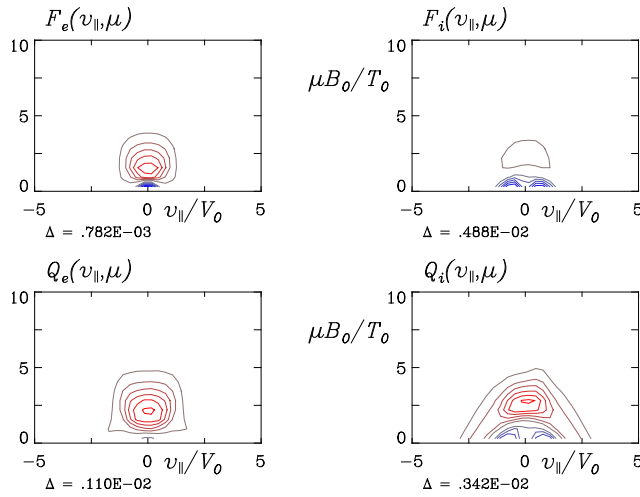 F_e(v_∥,μ)
F_i(v_∥,μ)
10
5
0
-5
0
v_∥/V_0
5
Δ = .782E-03
μB_0/T_0
10
5
0
-5
0
v_∥/V_0
5
Δ = .488E-02
Q_e(v_∥,μ)
Q_i(v_∥,μ)
10
5
0
-5
0
v_∥/V_0
5
Δ = .110E-02
μB_0/T_0
10
5
0
-5
0
v_∥/V_0
5
Δ = .342E-02